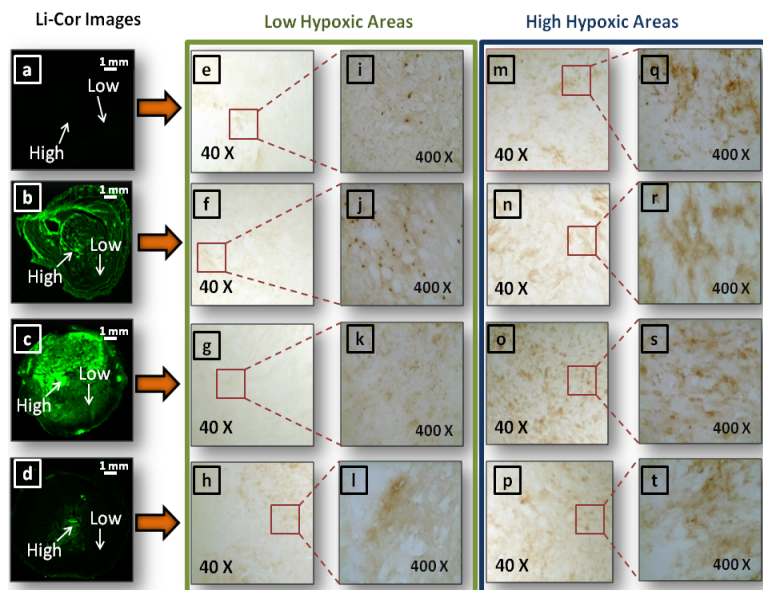 Li-Cor Images
Low Hypoxic Areas
High Hypoxic Areas
a
1 mm
Low
High
e
40 X
i
400 X
m
40 X
q
400 X
b
1 mm
Low
High
f
40 X
j
400 X
n
40 X
r
400 X
c
1 mm
Low
High
g
40 X
k
400 X
o
40 X
s
400 X
d
1 mm
Low
High
h
40 X
l
400 X
p
40 X
t
400 X